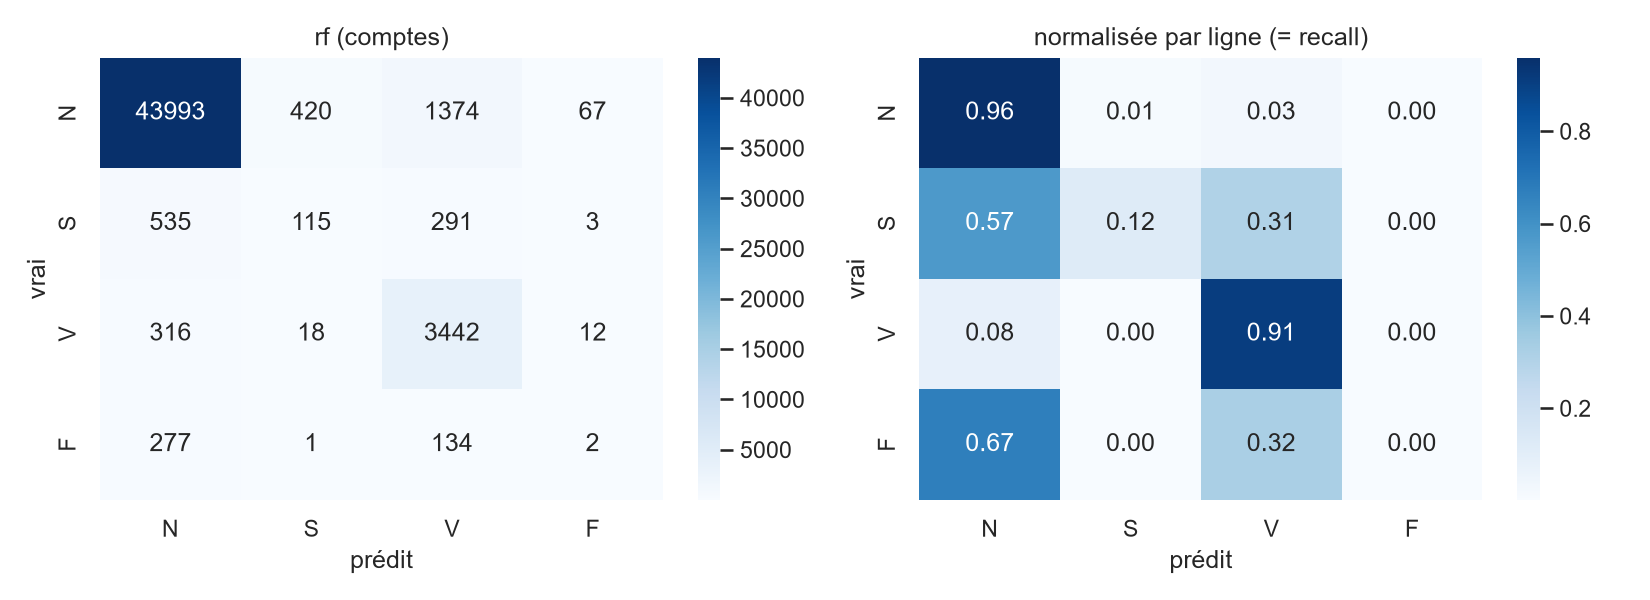 rf (comptes)
N 43993 420 1374 67
S 535 115 291 3
V 316 18 3442 12
F 277 1 134 2
N S V F
prédit
vrai
40000
35000
30000
25000
20000
15000
10000
5000
normalisée par ligne (= recall)
N 0.96 0.01 0.03 0.00
S 0.57 0.12 0.31 0.00
V 0.08 0.00 0.91 0.00
F 0.67 0.00 0.32 0.00
N S V F
prédit
vrai
0.8
0.6
0.4
0.2